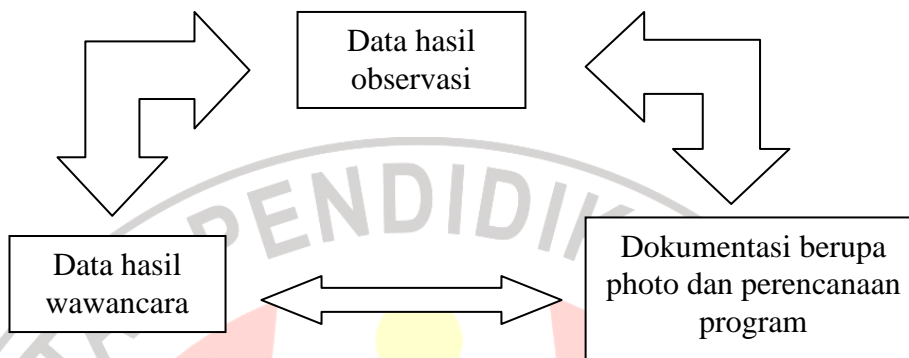 Data hasil
observasi
PENDIDIK
Data hasil
wawancara
Dokumentasi berupa
photo dan perencanaan
program